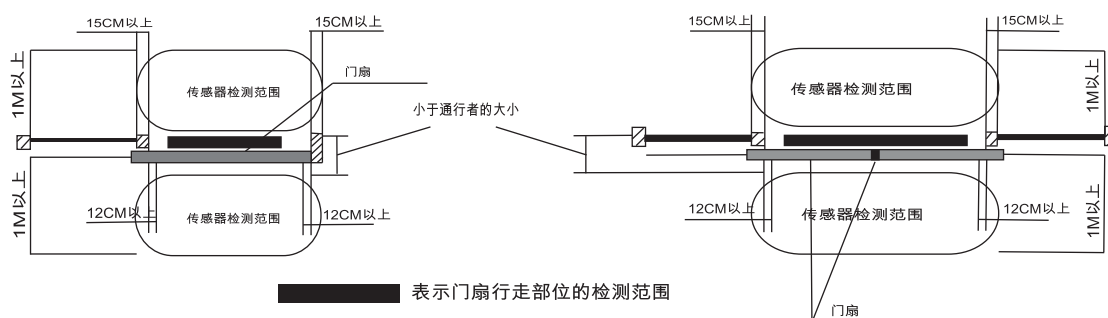 15CM以上
15CM以上
1M以上
传感器检测范围
门扇
小于通行者的大小
1M以上
12CM以上
传感器检测范围
12CM以上
15CM以上
15CM以上
传感器检测范围
1M以上
12CM以上
传感器检测范围
12CM以上
1M以上
门扇
表示门扇行走部位的检测范围